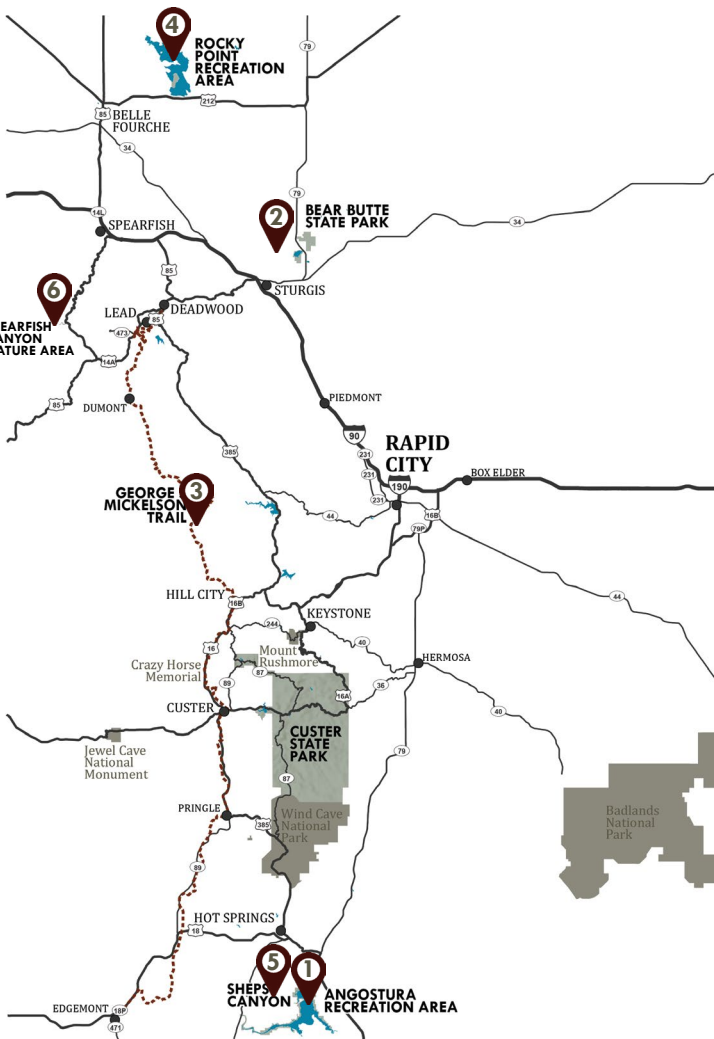 4
ROCKY
POINT
RECREATION
AREA
79
212
85
BELLE
FOURCHE
34
79
2
BEAR BUTTE
STATE PARK
34
14L
SPEARFISH
85
STURGIS
6
EARFISH
ANYON
ATURE AREA
LEAD
DEADWOOD
85
473
14A
85
DUMONT
PIEDMONT
90
RAPID
CITY
231
231
231
190
BOX ELDER
385
3
GEORGE
MICKELSON
TRAIL
44
16B
79P
HILL CITY
16B
44
KEYSTONE
244
40
16
Mount
Rushmore
HERMOSA
Crazy Horse
Memorial
89
87
36
16A
CUSTER
40
CUSTER
STATE
PARK
79
Jewel Cave
National
Monument
87
PRINGLE
385
Wind Cave
National
Park
Badlands
National
Park
89
HOT SPRINGS
18
5
1
SHEPS
CANYON
ANGOSTURA
RECREATION AREA
EDGEMONT
18P
471